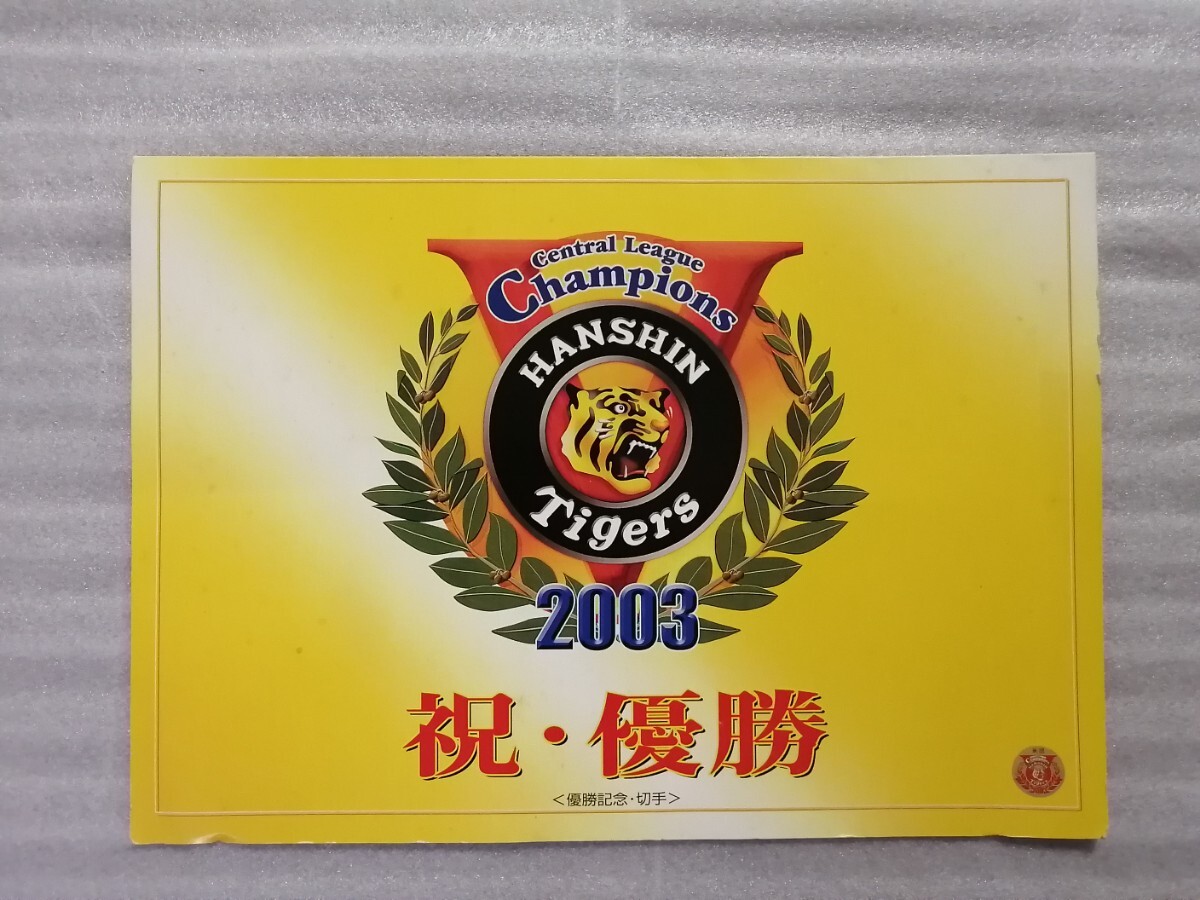 Central League
Champions
HANSHIN
Tigers
2003
祝・優勝
＜優勝記念・切手＞